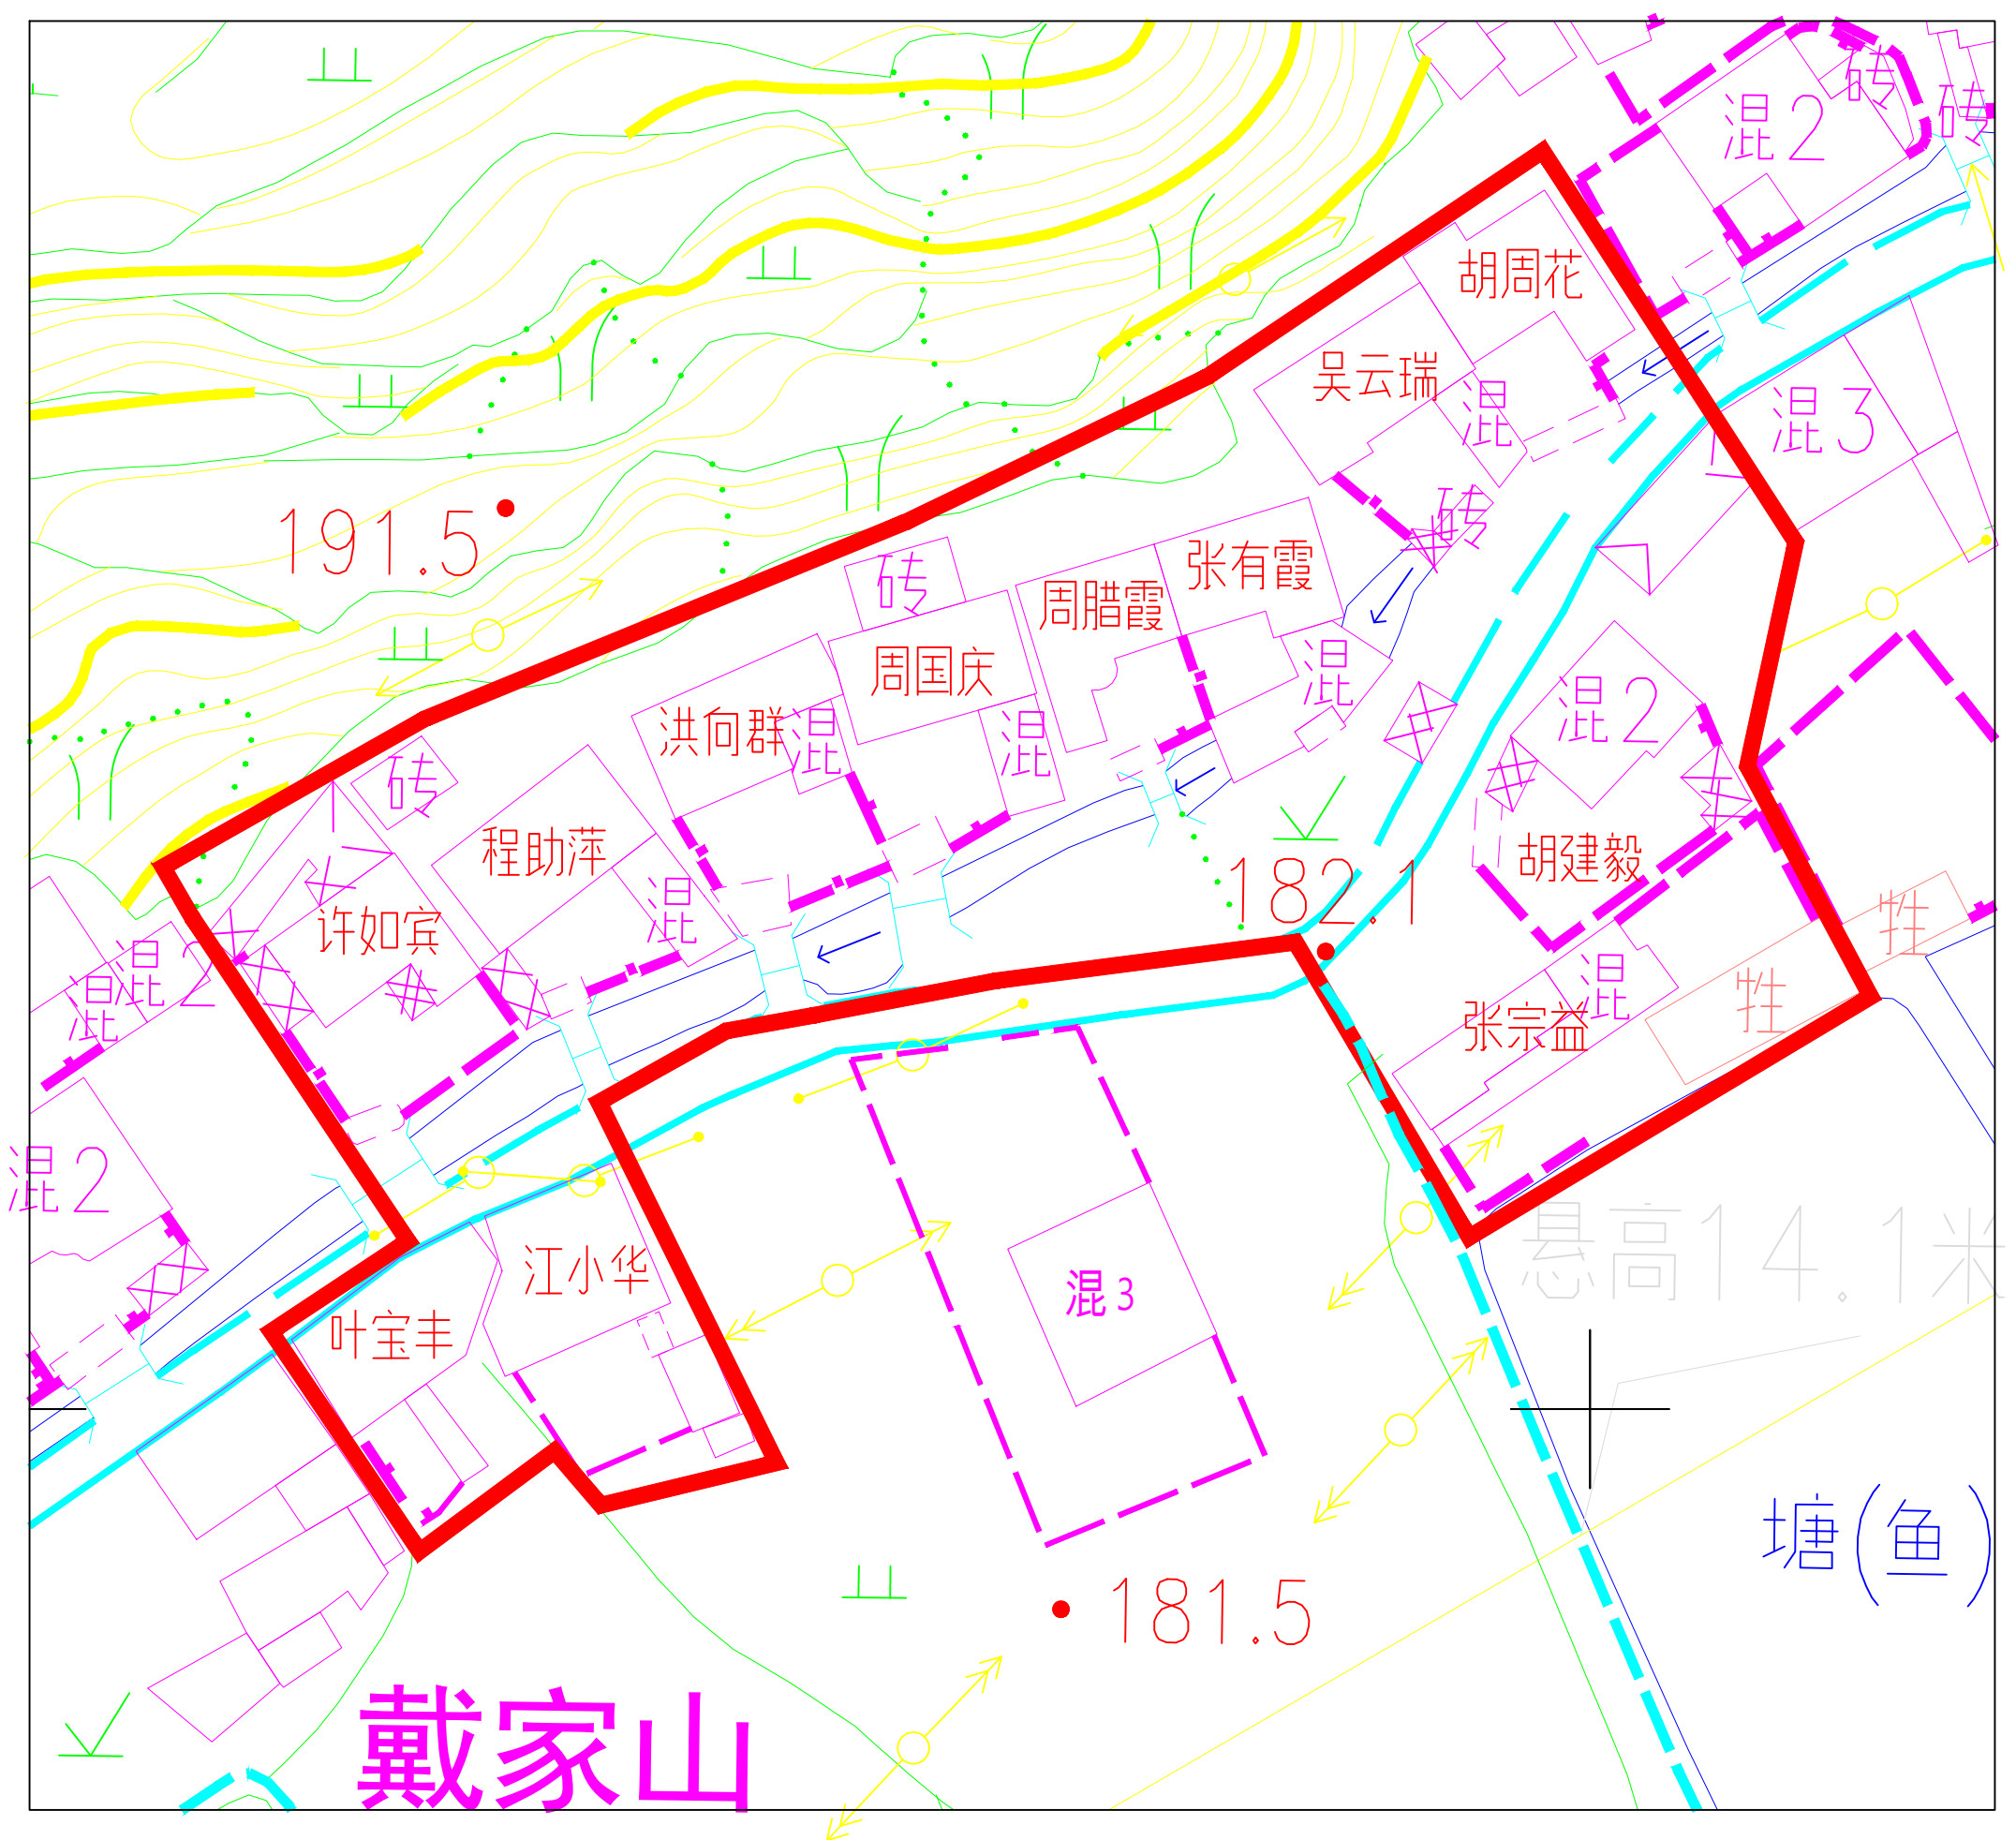 砖
砖
混2
胡周花
吴云瑞
混
混3
砖
191.5
张有霞
砖
周腊霞
周国庆
混
混2
洪向群
混
混
砖
程助萍
胡建毅
182.1
混
许如宾
混2
混
牡
混
牡
张宗益
混2
悬高14.1米
江小华
混3
叶宝丰
塘(鱼)
181.5
戴家山